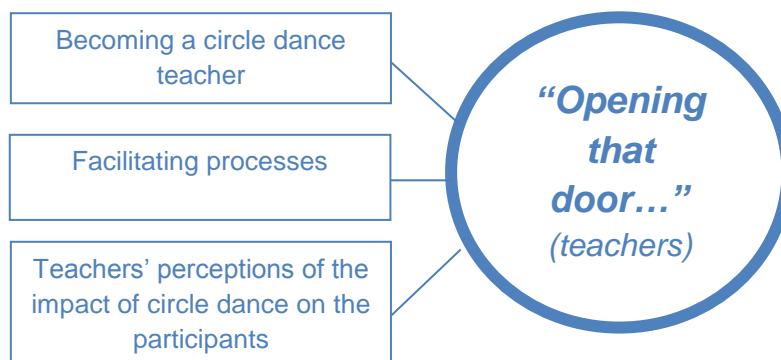 Becoming a circle dance
teacher
Facilitating processes
Teachers’ perceptions of the
impact of circle dance on the
participants
“Opening
that
door…”
(teachers)